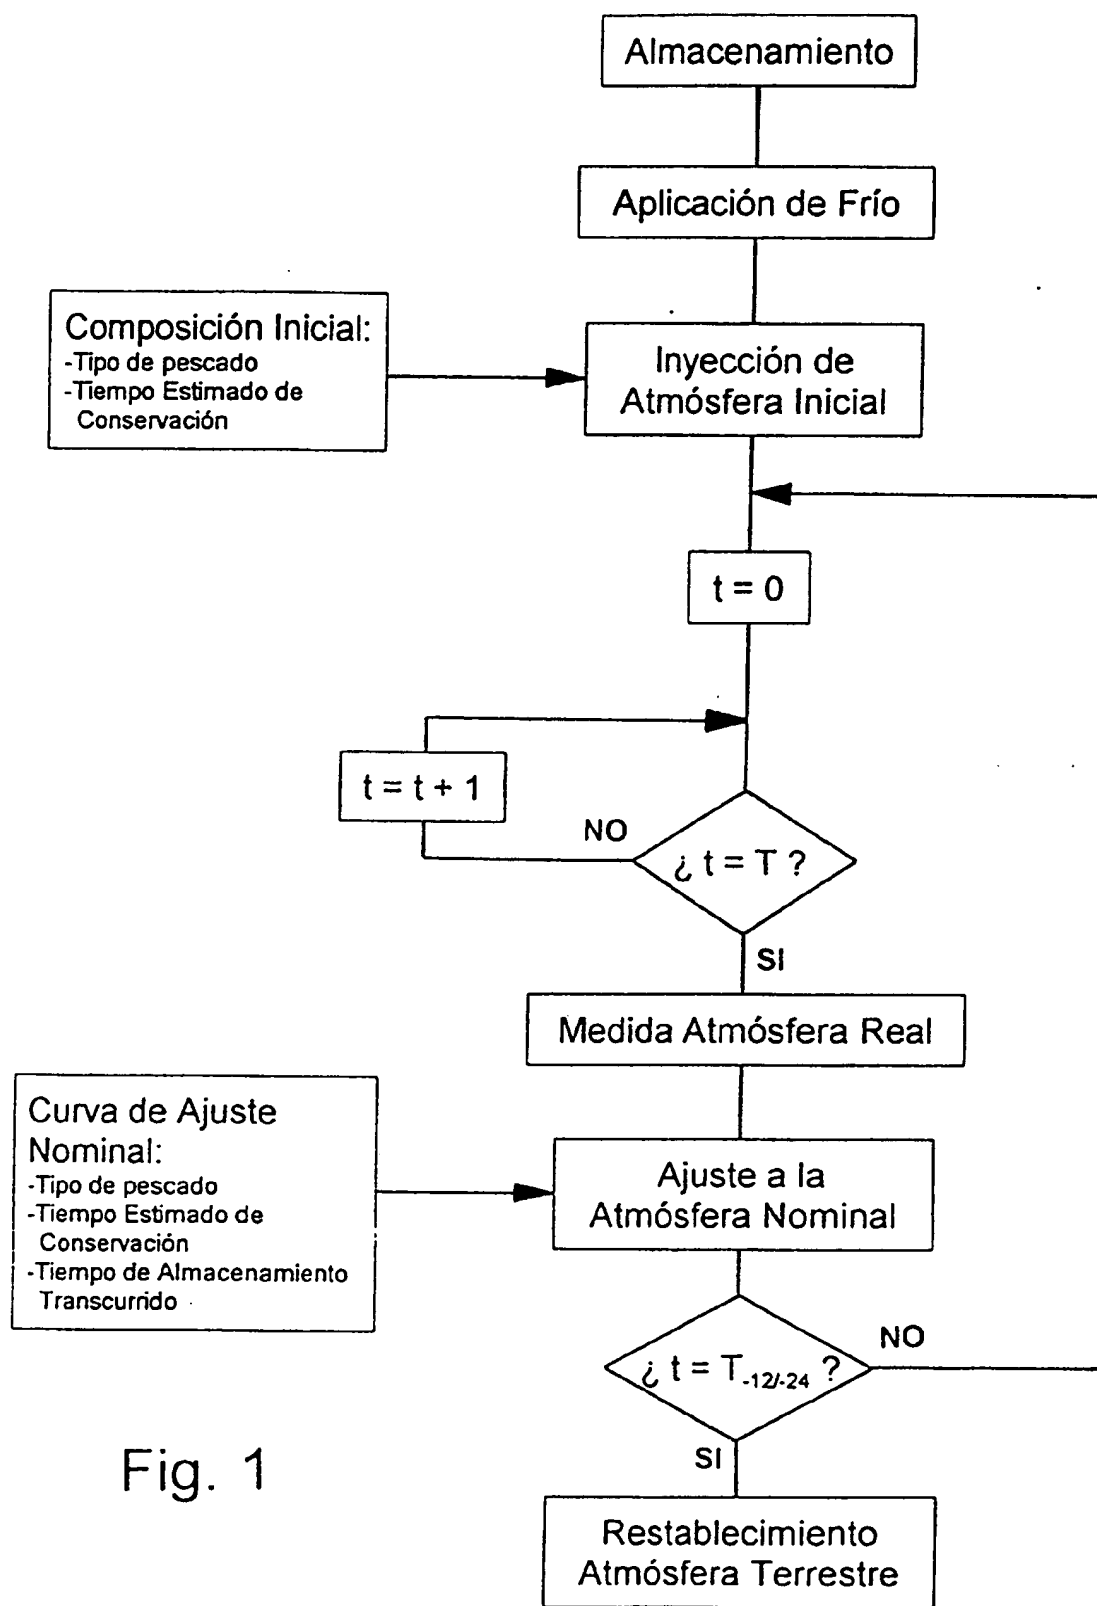 Almacenamiento
Aplicación de Frío
Composición Inicial:
-Tipo de pescado
-Tiempo Estimado de
Conservación
Inyección de
Atmósfera Inicial
t = 0
t = t + 1
NO
¿ t = T ?
SI
Medida Atmósfera Real
Curva de Ajuste
Nominal:
-Tipo de pescado
-Tiempo Estimado de
Conservación
-Tiempo de Almacenamiento
Transcurrido
Ajuste a la
Atmósfera Nominal
¿ t = T-12/-24 ?
NO
SI
Restablecimiento
Atmósfera Terrestre
Fig. 1